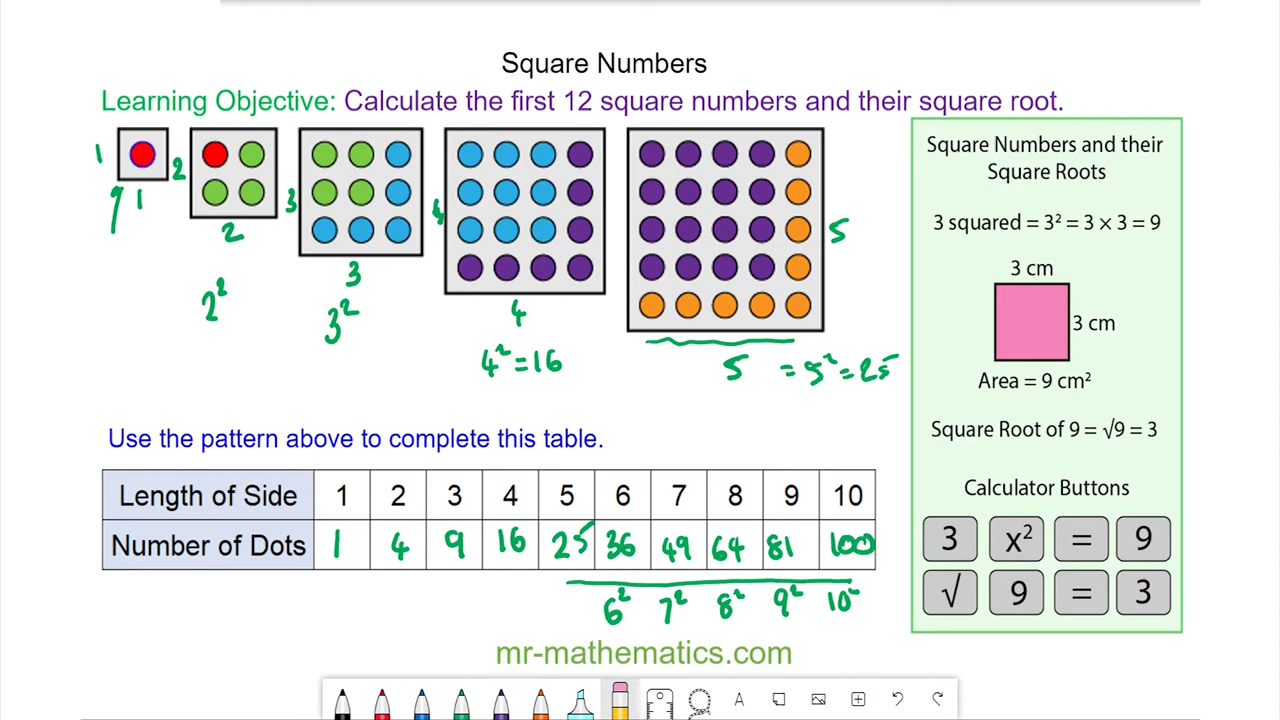 Square Numbers
Learning Objective: Calculate the first 12 square numbers and their square root.
1
1
2
2
2²
3
3
3²
4
4
4² = 16
5
5 = 5² = 25
Use the pattern above to complete this table.
Length of Side 1 2 3 4 5 6 7 8 9 10
Number of Dots 1 4 9 16 25 36 49 64 81 100
6² 7² 8² 9² 10²
Square Numbers and their
Square Roots
3 squared = 3² = 3 × 3 = 9
3 cm
3 cm
Area = 9 cm²
Square Root of 9 = √9 = 3
Calculator Buttons
3 x² = 9
√ 9 = 3
mr-mathematics.com
A